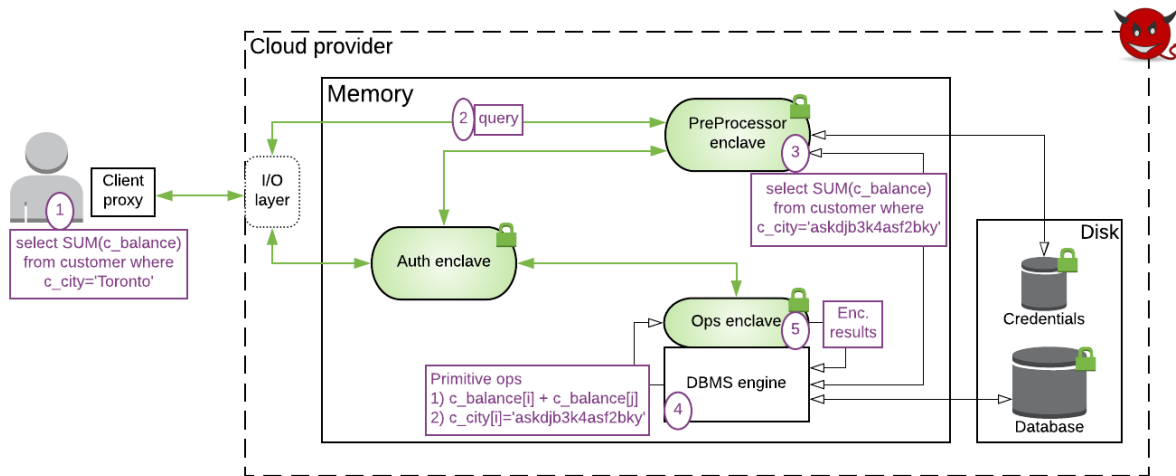 Cloud provider
Memory
2
query
PreProcessor
enclave
3
select SUM(c_balance)
from customer where
c_city='askdjb3k4asf2bky'
Client
proxy
I/O
layer
1
select SUM(c_balance)
from customer where
c_city='Toronto'
Auth enclave
Disk
Credentials
Database
Ops enclave
5
Enc.
results
Primitive ops
1) c_balance[i] + c_balance[j]
2) c_city[i]='askdjb3k4asf2bky'
DBMS engine
4